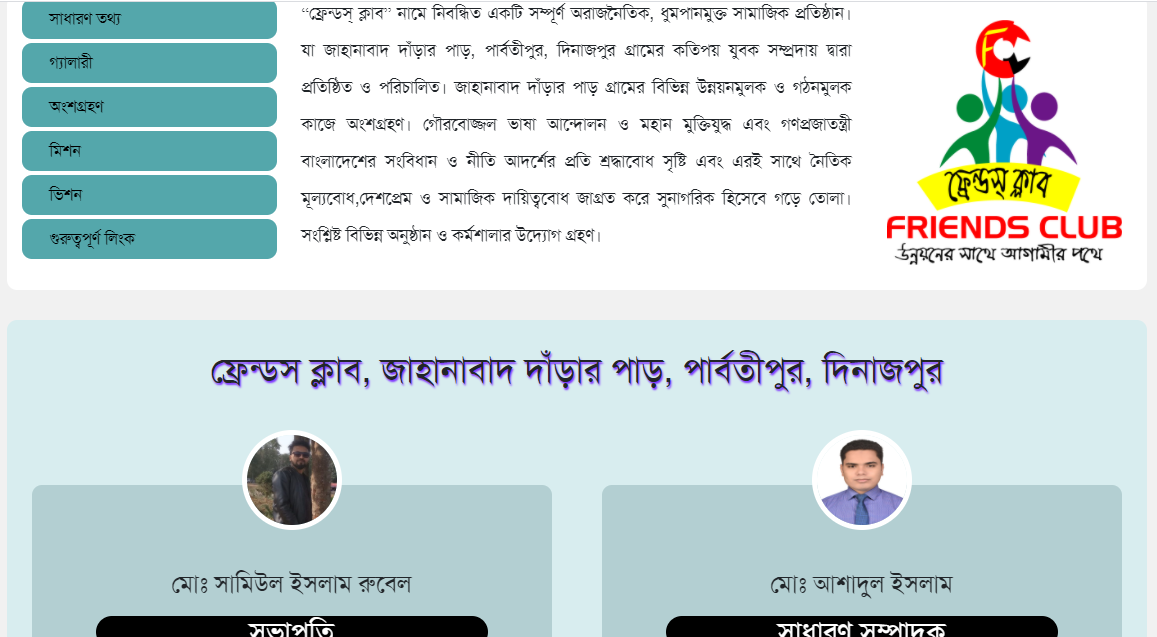 সাধারণ তথ্য
গ্যালারী
অংশগ্রহণ
মিশন
ভিশন
গুরুত্বপূর্ণ লিংক
“ফ্রেন্ডস্ ক্লাব” নামে নিবন্ধিত একটি সম্পূর্ণ অরাজনৈতিক, ধুমপানমুক্ত সামাজিক প্রতিষ্ঠান।
যা জাহানাবাদ দাঁড়ার পাড়, পার্বতীপুর, দিনাজপুর গ্রামের কতিপয় যুবক সম্প্রদায় দ্বারা
প্রতিষ্ঠিত ও পরিচালিত। জাহানাবাদ দাঁড়ার পাড় গ্রামের বিভিন্ন উন্নয়নমুলক ও গঠনমুলক
কাজে অংশগ্রহণ। গৌরবোজ্জল ভাষা আন্দোলন ও মহান মুক্তিযুদ্ধ এবং গণপ্রজাতন্ত্রী
বাংলাদেশের সংবিধান ও নীতি আদর্শের প্রতি শ্রদ্ধাবোধ সৃষ্টি এবং এরই সাথে নৈতিক
মূল্যবোধ,দেশপ্রেম ও সামাজিক দায়িত্ববোধ জাগ্রত করে সুনাগরিক হিসেবে গড়ে তোলা।
সংশ্লিষ্ট বিভিন্ন অনুষ্ঠান ও কর্মশালার উদ্যোগ গ্রহণ।
ফ্রেন্ডস্ ক্লাব
FRIENDS CLUB
উন্নয়নের সাথে আগামীর পথে
ফ্রেন্ডস ক্লাব, জাহানাবাদ দাঁড়ার পাড়, পার্বতীপুর, দিনাজপুর
মোঃ সামিউল ইসলাম রুবেল
সভাপতি
মোঃ আশাদুল ইসলাম
সাধারণ সম্পাদক